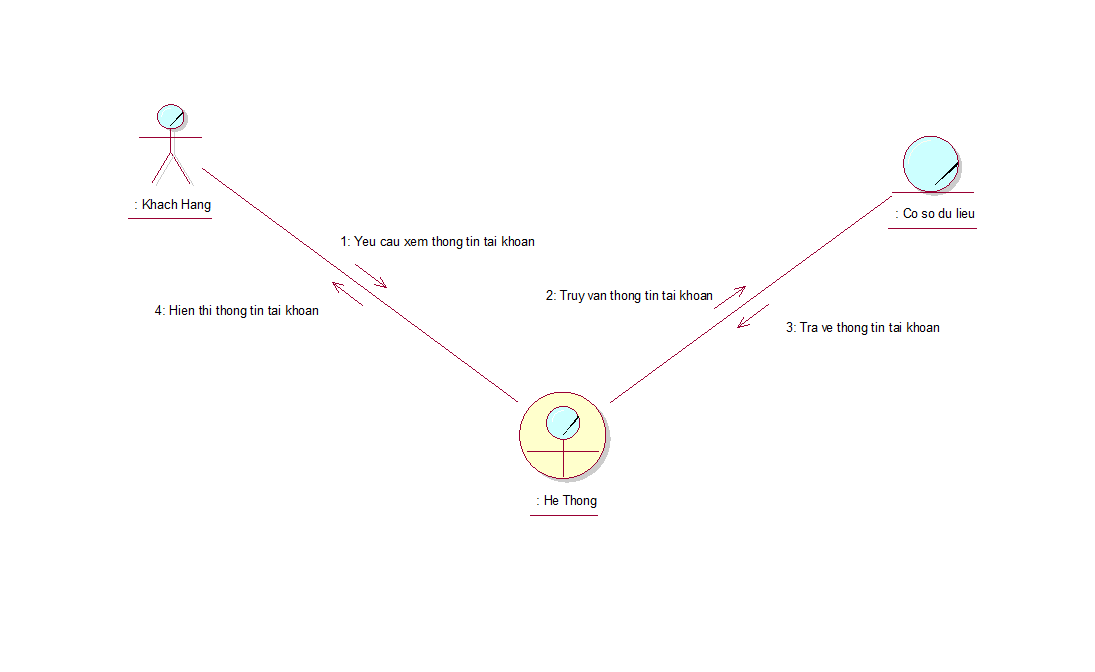 : Khach Hang
: Co so du lieu
1: Yeu cau xem thong tin tai khoan
2: Truy van thong tin tai khoan
4: Hien thi thong tin tai khoan
3: Tra ve thong tin tai khoan
: He Thong